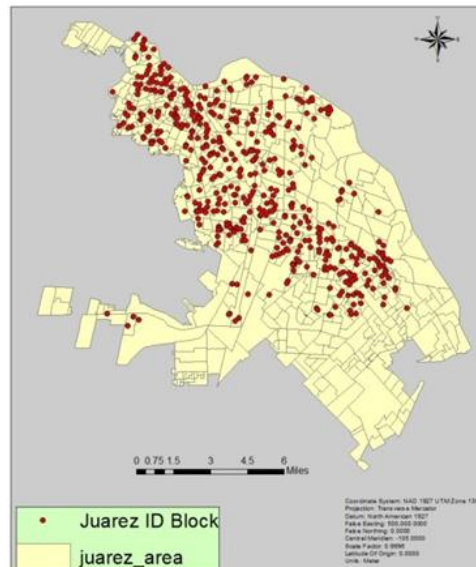 0 0.75 1.5 3 4.5 6
Miles
Juarez ID Block
juarez_area
Coordinate System: NAD 1927 UTM Zone 13N
Projection: Transverse Mercator
Datum: North American 1927
False Easting: 500,000.0000
False Northing: 0.0000
Central Meridian: -105.0000
Scale Factor: 0.9996
Latitude Of Origin: 0.0000
Units: Meter